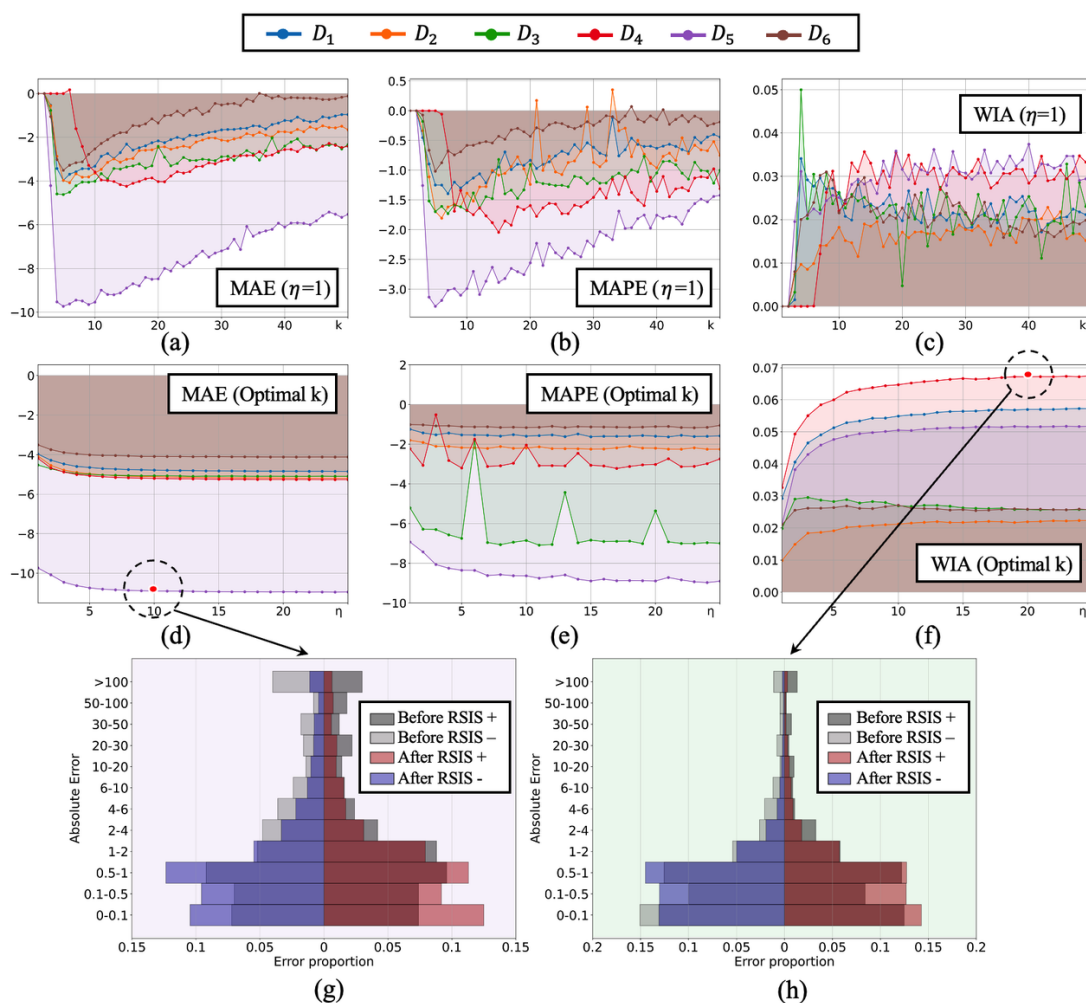 D₁ D₂ D₃ D₄ D₅ D₆
0
−2
−4
−6
−8
−10
10 20 30 40 k
MAE (η=1)
(a)
0.5
0.0
−0.5
−1.0
−1.5
−2.0
−2.5
−3.0
10 20 30 40 k
MAPE (η=1)
(b)
0.05
0.04
0.03
0.02
0.01
0.00
10 20 30 40 k
WIA (η=1)
(c)
0
−2
−4
−6
−8
−10
5 10 15 20 η
MAE (Optimal k)
(d)
2
0
−2
−4
−6
−8
−10
5 10 15 20 η
MAPE (Optimal k)
(e)
0.07
0.06
0.05
0.04
0.03
0.02
0.01
0.00
5 10 15 20 η
WIA (Optimal k)
(f)
Absolute Error
>100
50-100
30-50
20-30
10-20
6-10
4-6
2-4
1-2
0.5-1
0.1-0.5
0-0.1
Before RSIS +
Before RSIS −
After RSIS +
After RSIS -
0.15 0.10 0.05 0 0.05 0.10 0.15
Error proportion
(g)
Absolute Error
>100
50-100
30-50
20-30
10-20
6-10
4-6
2-4
1-2
0.5-1
0.1-0.5
0-0.1
Before RSIS +
Before RSIS −
After RSIS +
After RSIS -
0.2 0.15 0.10 0.05 0 0.05 0.10 0.15 0.2
Error proportion
(h)